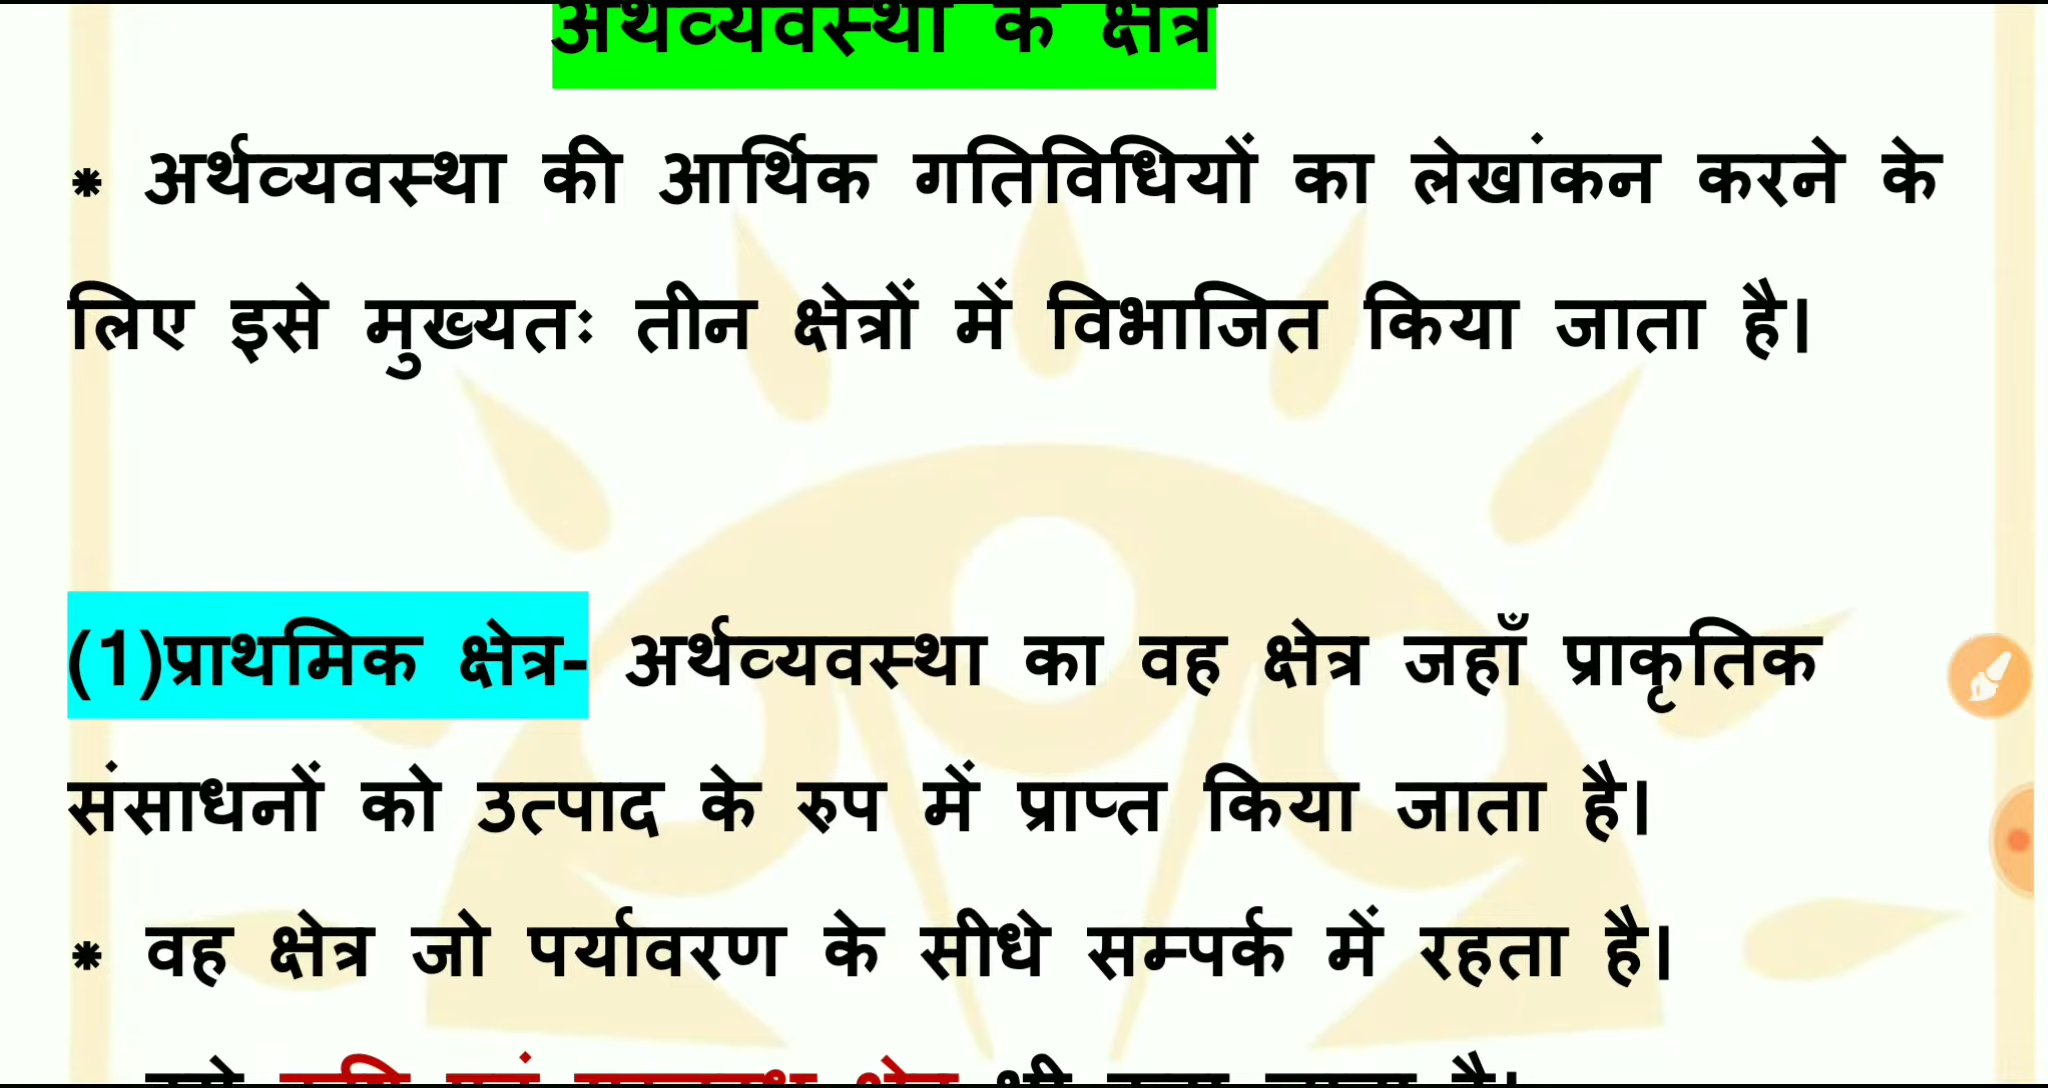 अर्थव्यवस्था के क्षेत्र
* अर्थव्यवस्था की आर्थिक गतिविधियों का लेखांकन करने के
लिए इसे मुख्यतः तीन क्षेत्रों में विभाजित किया जाता है।
(1)प्राथमिक क्षेत्र- अर्थव्यवस्था का वह क्षेत्र जहाँ प्राकृतिक
संसाधनों को उत्पाद के रुप में प्राप्त किया जाता है।
* वह क्षेत्र जो पर्यावरण के सीधे सम्पर्क में रहता है।